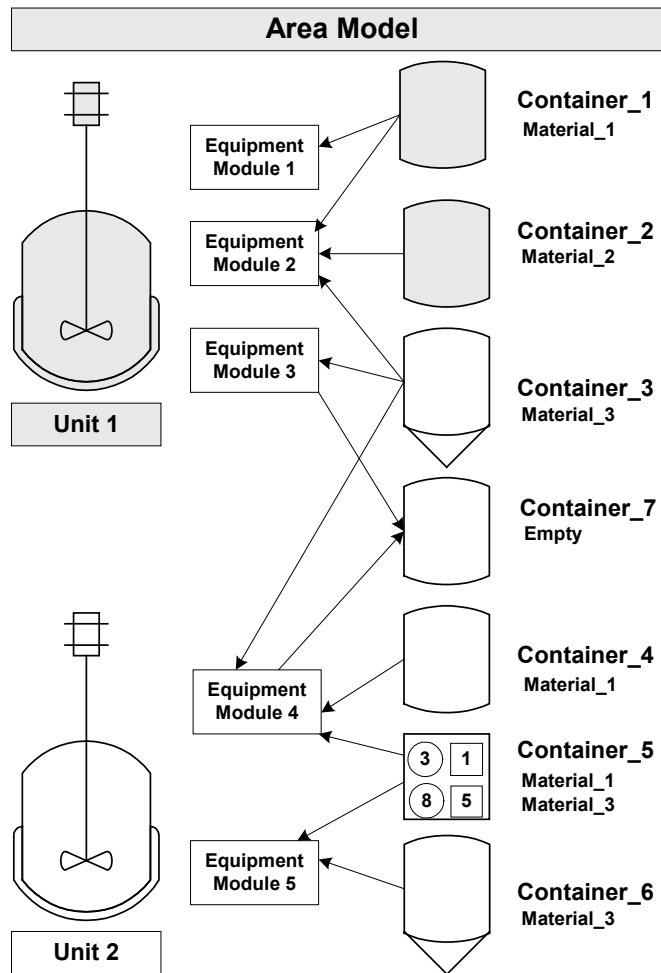 Area Model
Container_1
Material_1
Equipment
Module 1
Container_2
Material_2
Equipment
Module 2
Equipment
Module 3
Container_3
Material_3
Unit 1
Container_7
Empty
Container_4
Material_1
Equipment
Module 4
Container_5
Material_1
Material_3
3 1
8 5
Equipment
Module 5
Container_6
Material_3
Unit 2